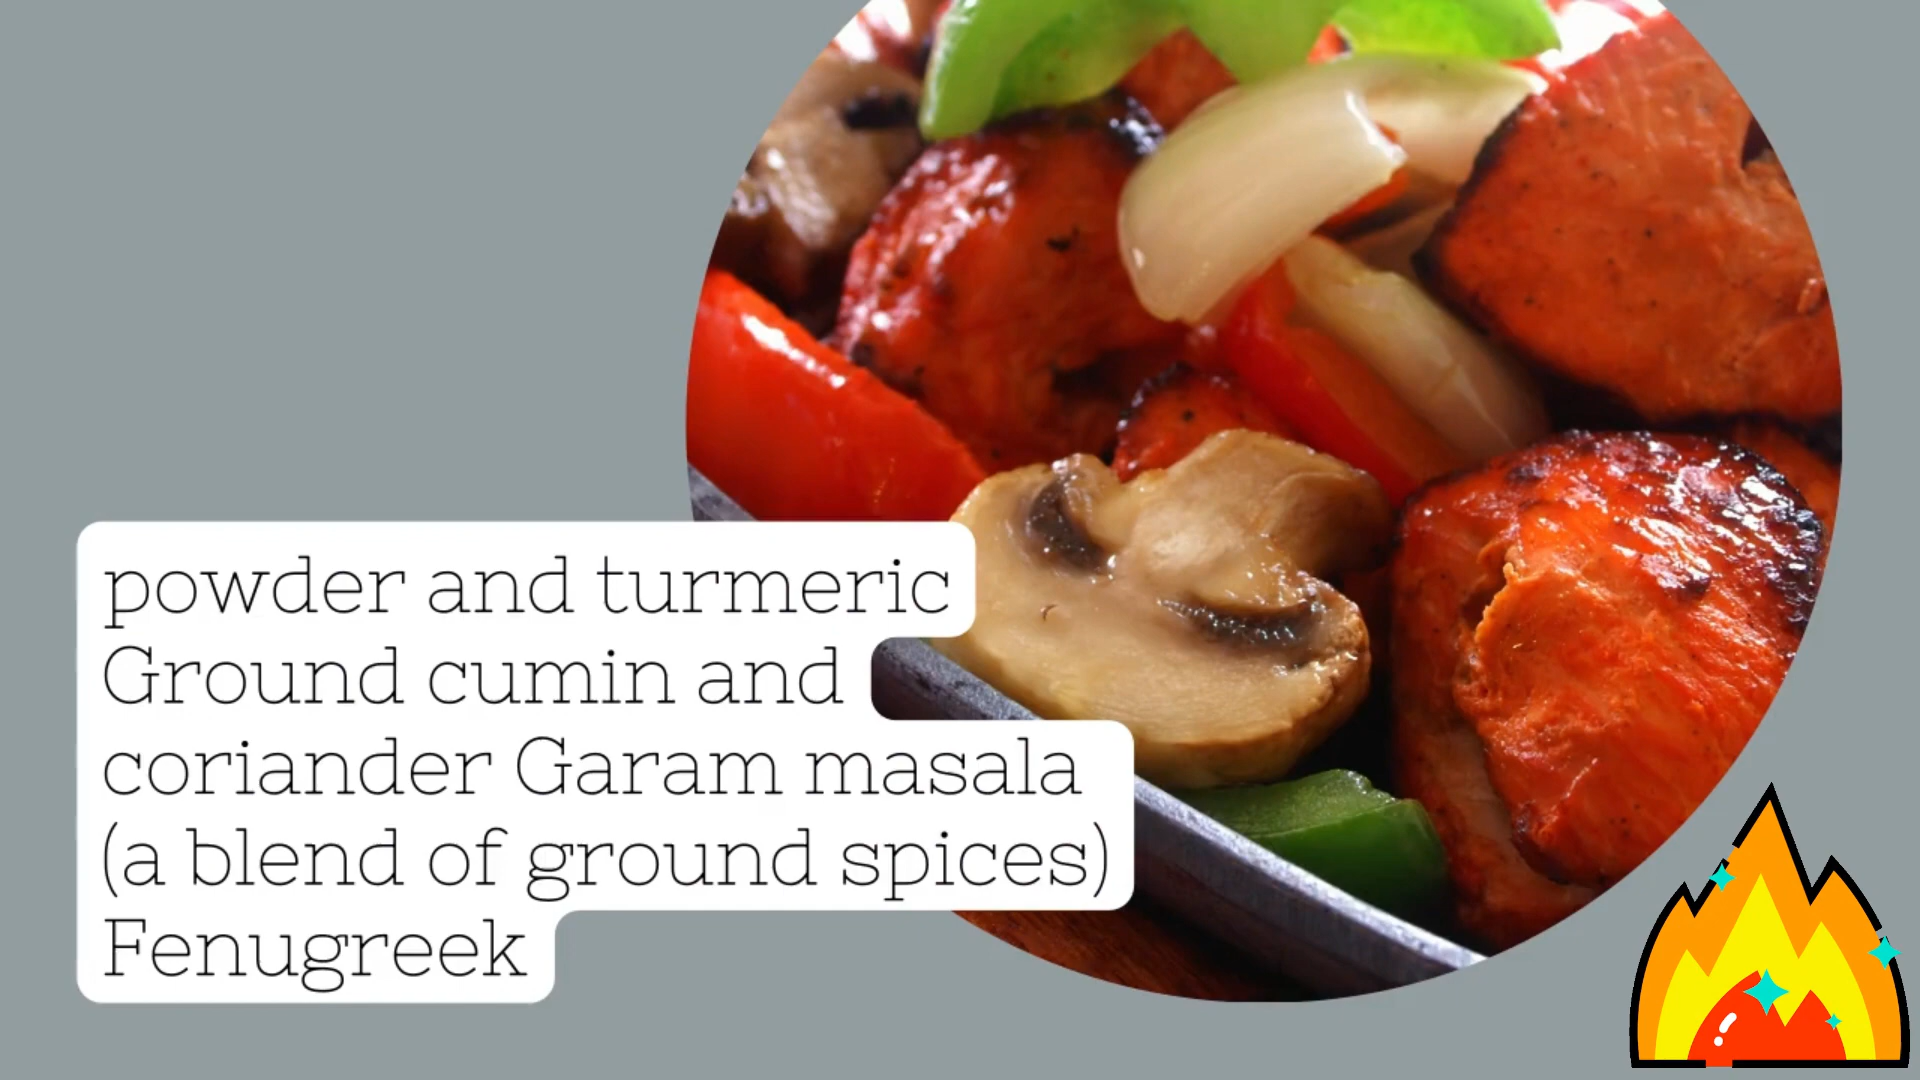 powder and turmeric
Ground cumin and
coriander Garam masala
(a blend of ground spices)
Fenugreek